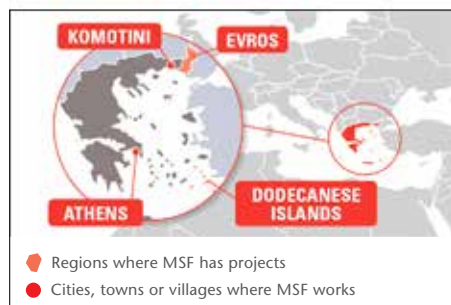 KOMOTINI
EVROS
ATHENS
DODECANESE
ISLANDS
Regions where MSF has projects
Cities, towns or villages where MSF works